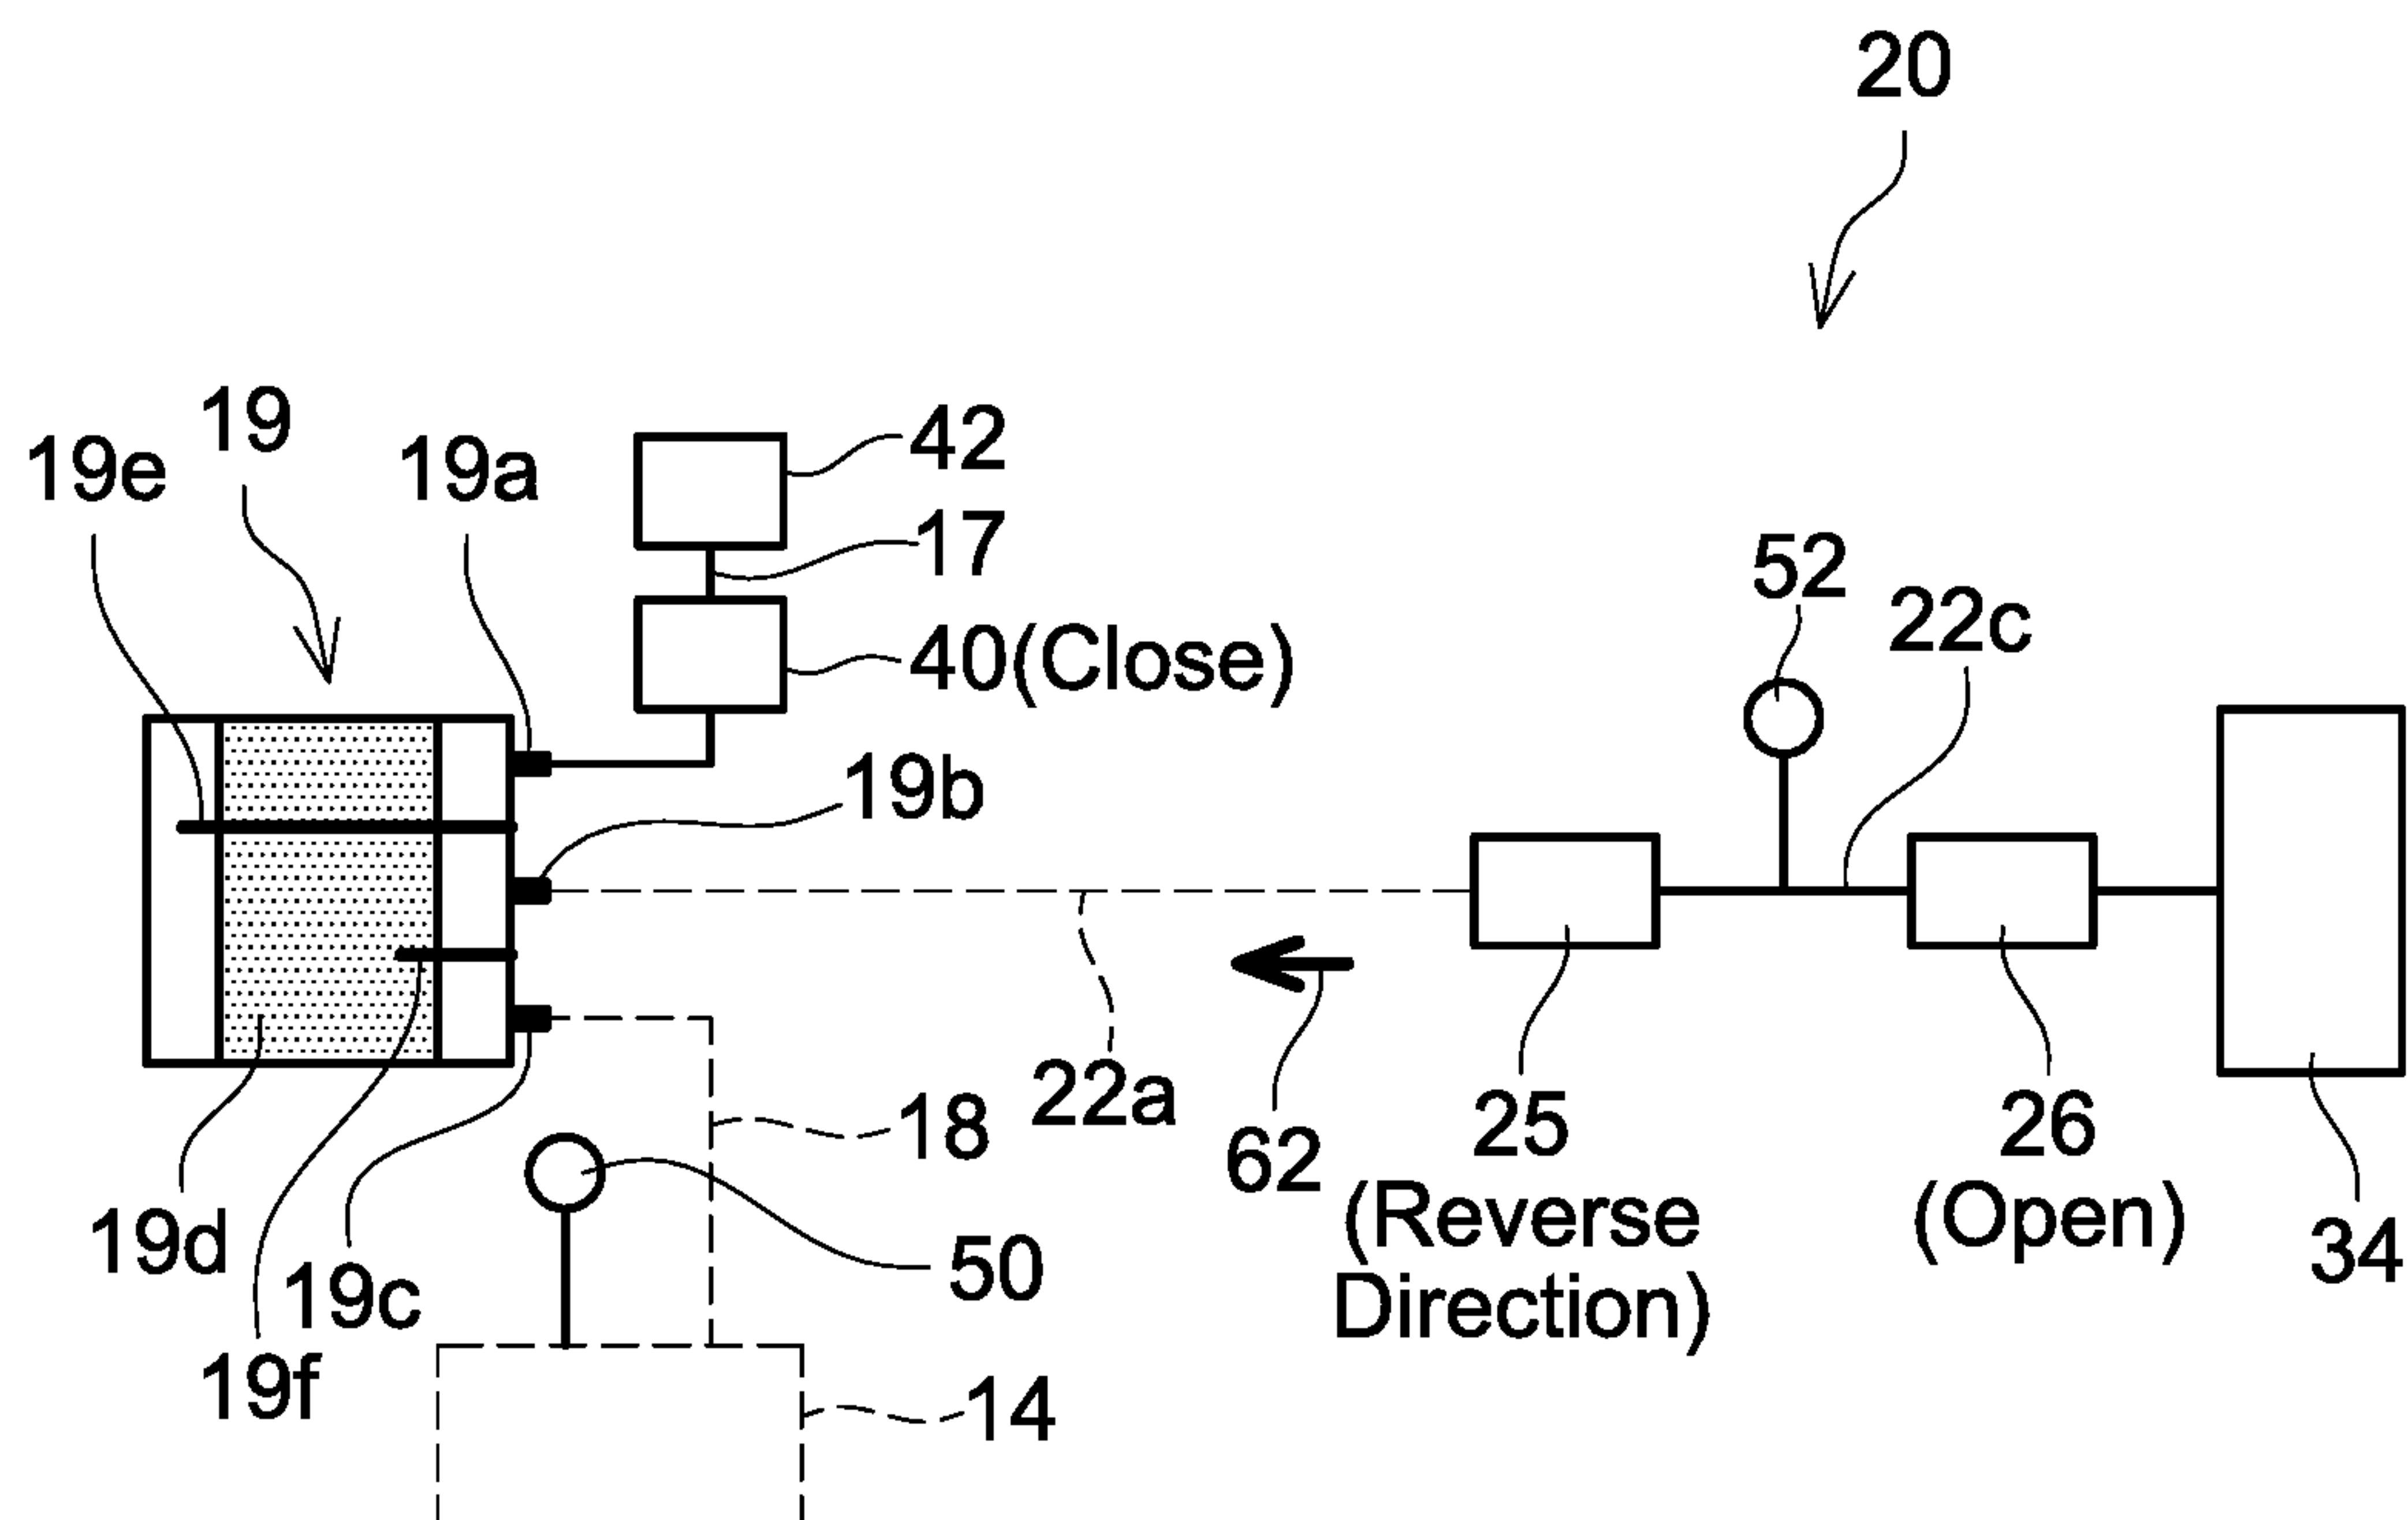 20
19
19e
19a
42
17
40(Close)
52
22c
19b
22a
18
62
25
(Reverse
Direction)
26
(Open)
34
19d
19c
19f
50
14